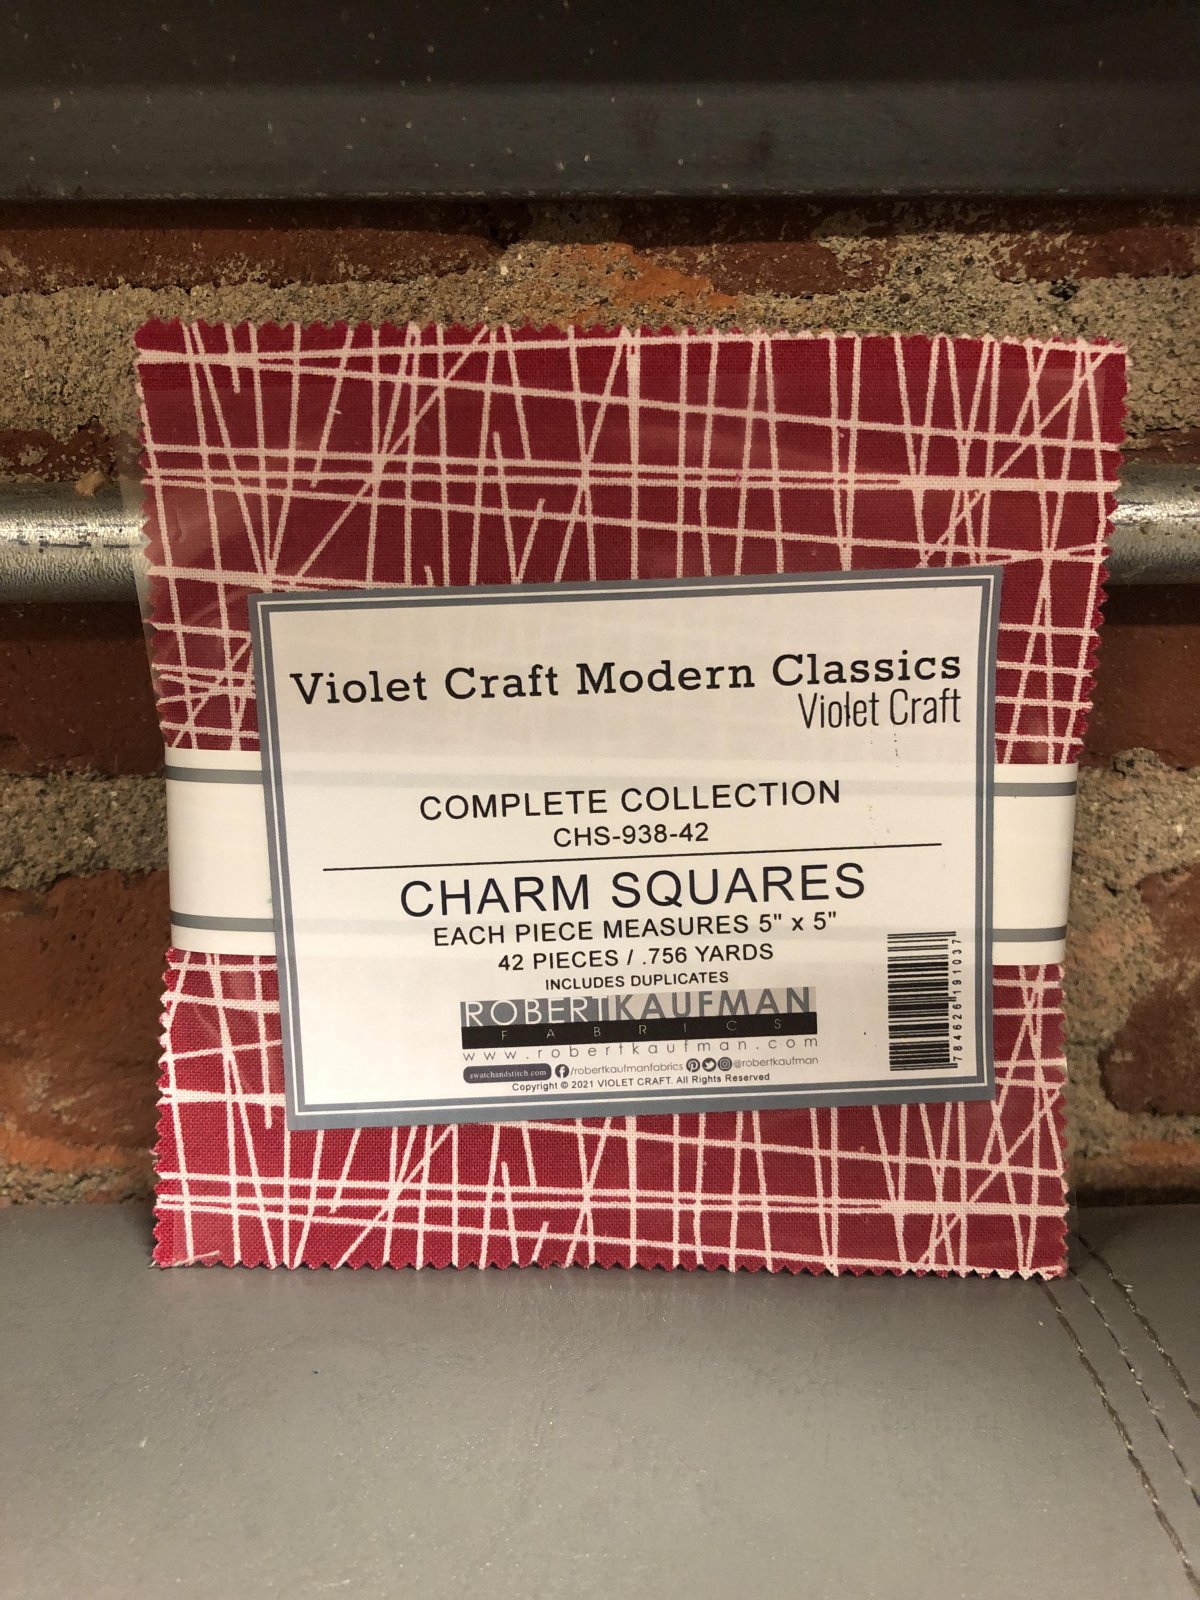 Violet Craft Modern Classics
Violet Craft
COMPLETE COLLECTION
CHS-938-42
CHARM SQUARES
EACH PIECE MEASURES 5" x 5"
42 PIECES / .756 YARDS
INCLUDES DUPLICATES
ROBERTKAUFMAN
FABRICS
www.robertkaufman.com
swatchandstitch.com /robertkaufmanfabrics @robertkaufman
Copyright © 2021 VIOLET CRAFT. All Rights Reserved
784626191037